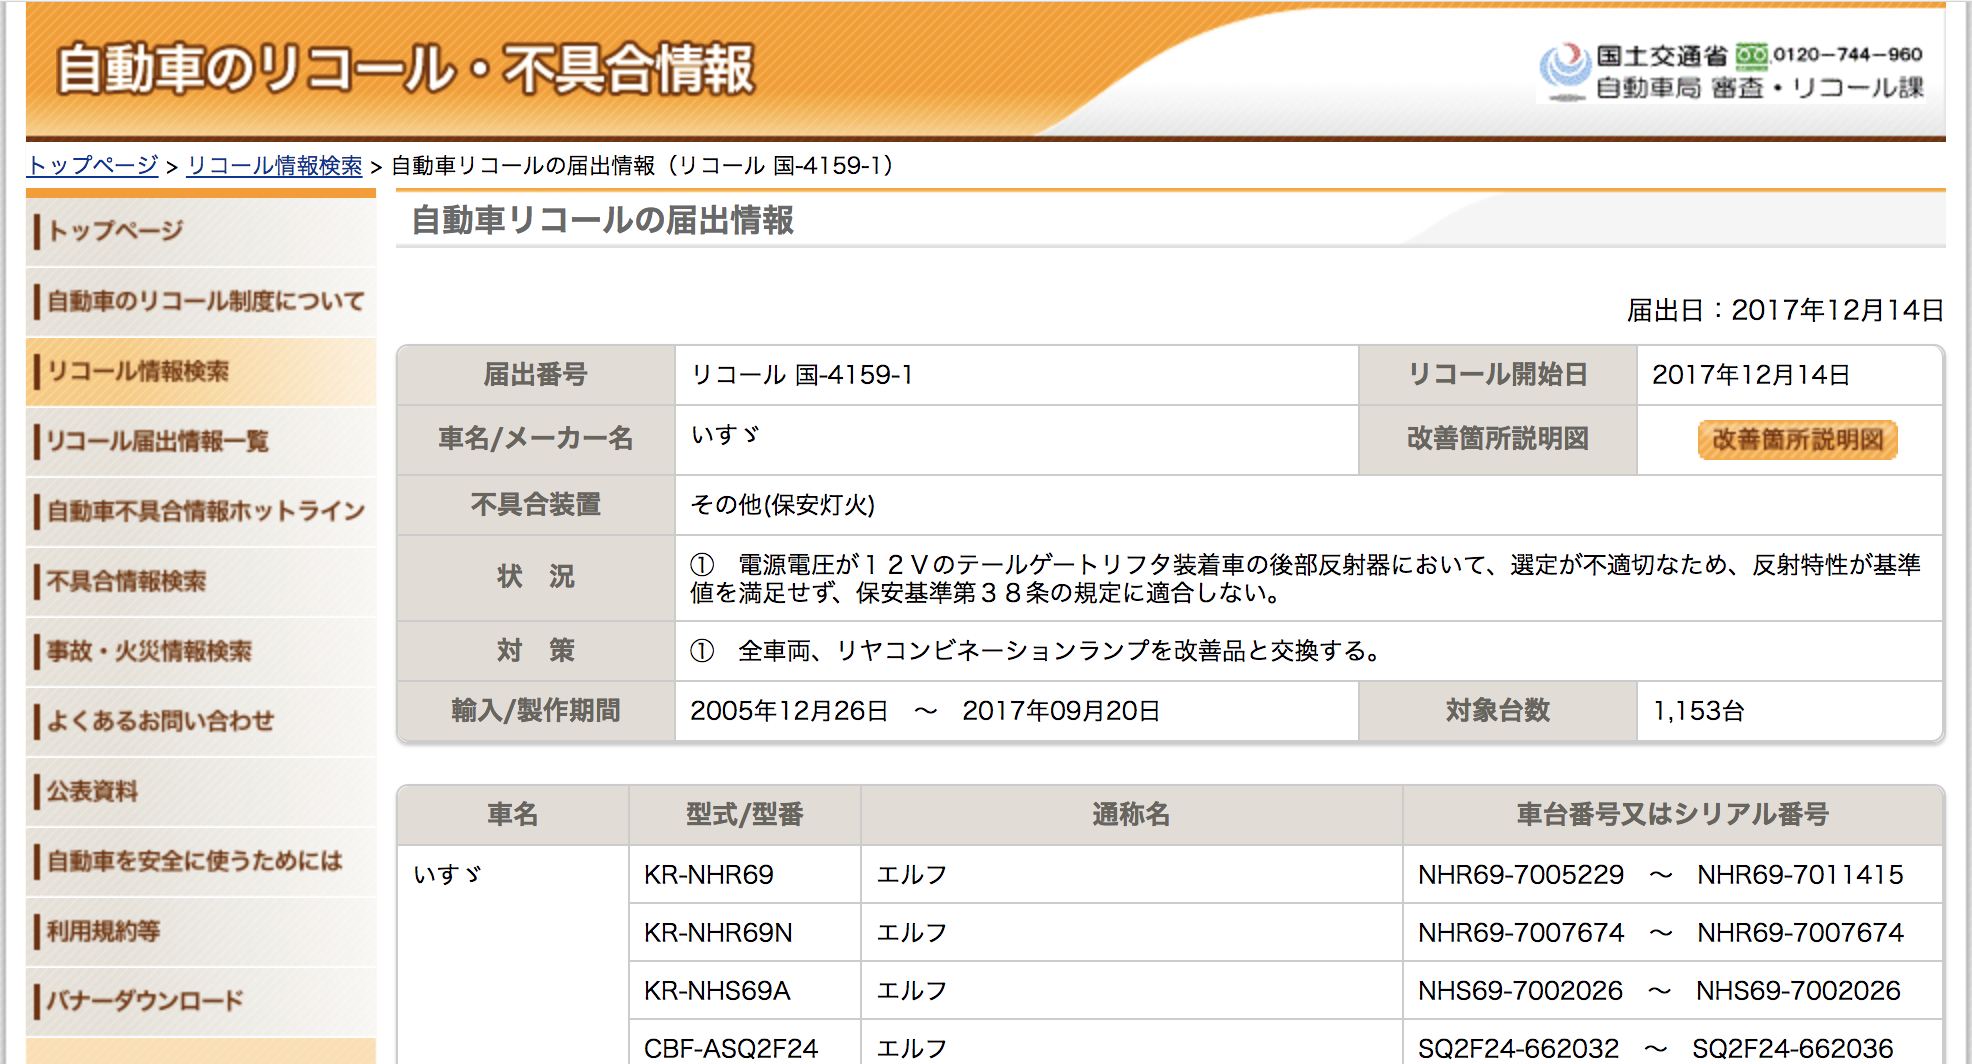 自動車のリコール・不具合情報
国土交通省 0120-744-960
自動車局 審査・リコール課
トップページ > リコール情報検索 > 自動車リコールの届出情報（リコール 国-4159-1）
トップページ
自動車のリコール制度について
リコール情報検索
リコール届出情報一覧
自動車不具合情報ホットライン
不具合情報検索
事故・火災情報検索
よくあるお問い合わせ
公表資料
自動車を安全に使うためには
利用規約等
バナーダウンロード
自動車リコールの届出情報
届出日：2017年12月14日
届出番号 リコール 国-4159-1 リコール開始日 2017年12月14日
車名/メーカー名 いすゞ 改善箇所説明図 改善箇所説明図
不具合装置 その他(保安灯火)
状　況 ①　電源電圧が１２Ｖのテールゲートリフタ装着車の後部反射器において、選定が不適切なため、反射特性が基準
値を満足せず、保安基準第３８条の規定に適合しない。
対　策 ①　全車両、リヤコンビネーションランプを改善品と交換する。
輸入/製作期間 2005年12月26日　～　2017年09月20日 対象台数 1,153台
車名 型式/型番 通称名 車台番号又はシリアル番号
いすゞ KR-NHR69 エルフ NHR69-7005229　～　NHR69-7011415
KR-NHR69N エルフ NHR69-7007674　～　NHR69-7007674
KR-NHS69A エルフ NHS69-7002026　～　NHS69-7002026
CBF-ASQ2F24 エルフ SQ2F24-662032　～　SQ2F24-662036